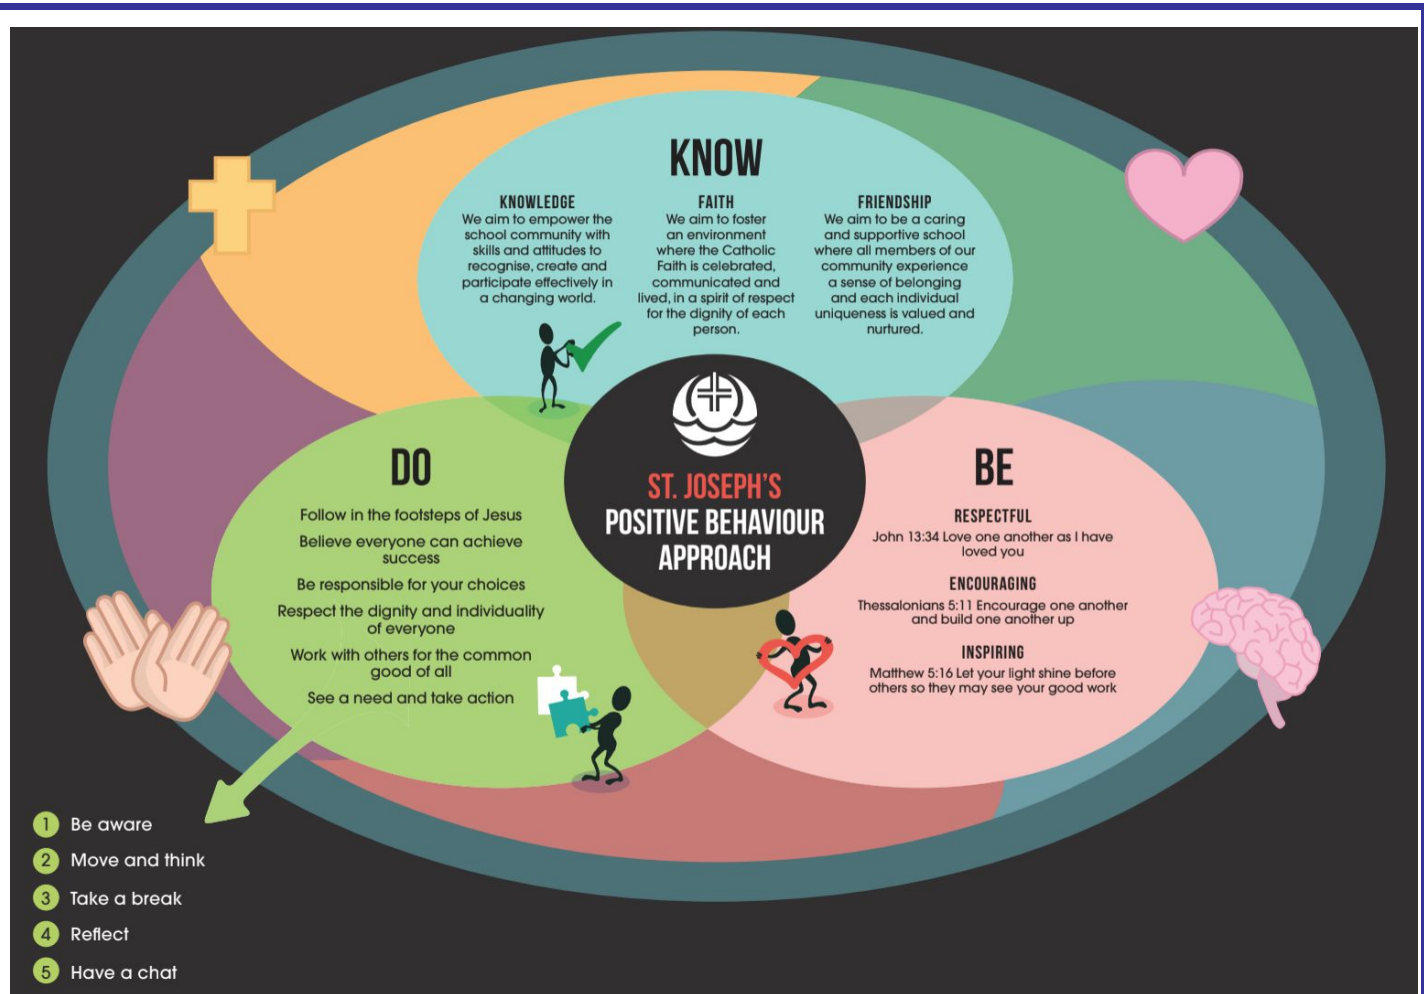 KNOW
KNOWLEDGE
We aim to empower the
school community with
skills and attitudes to
recognise, create and
participate effectively in
a changing world.
FAITH
We aim to foster
an environment
where the Catholic
Faith is celebrated,
communicated and
lived, in a spirit of respect
for the dignity of each
person.
FRIENDSHIP
We aim to be a caring
and supportive school
where all members of our
community experience
a sense of belonging
and each individual
uniqueness is valued and
nurtured.
ST. JOSEPH'S
POSITIVE BEHAVIOUR
APPROACH
DO
Follow in the footsteps of Jesus
Believe everyone can achieve
success
Be responsible for your choices
Respect the dignity and individuality
of everyone
Work with others for the common
good of all
See a need and take action
BE
RESPECTFUL
John 13:34 Love one another as I have
loved you
ENCOURAGING
Thessalonians 5:11 Encourage one another
and build one another up
INSPIRING
Matthew 5:16 Let your light shine before
others so they may see your good work
1 Be aware
2 Move and think
3 Take a break
4 Reflect
5 Have a chat